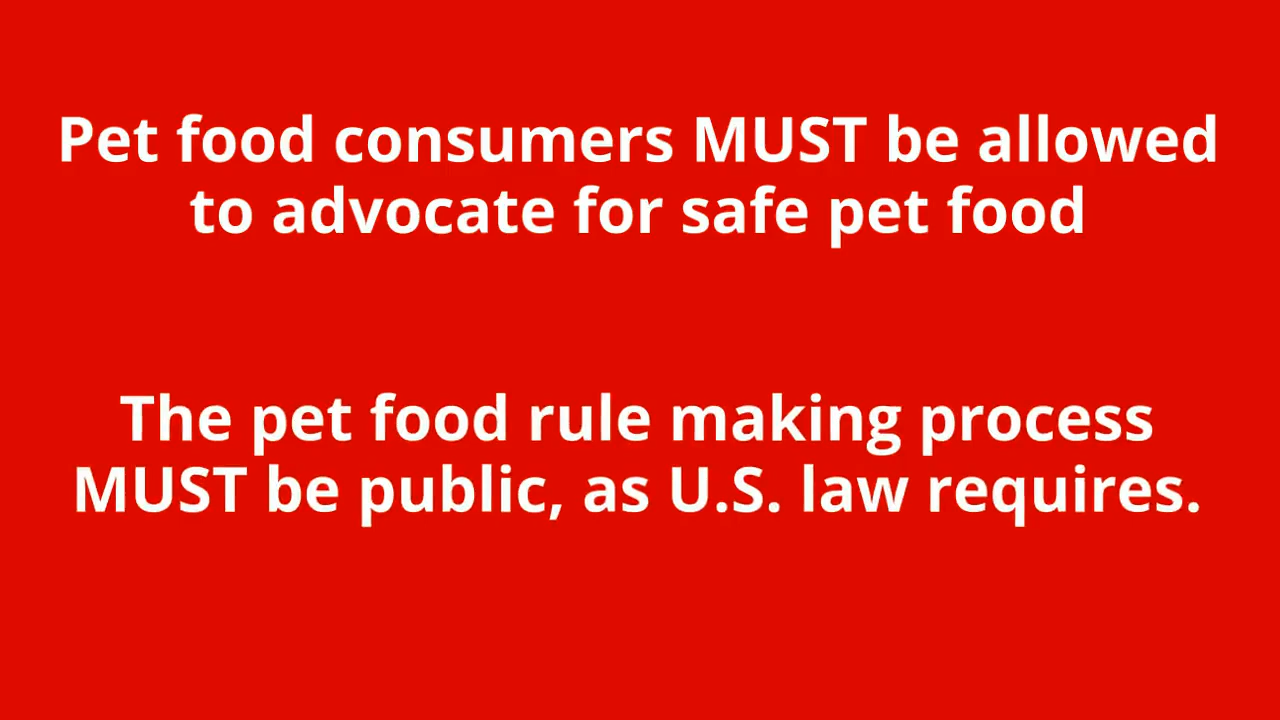 Pet food consumers MUST be allowed
to advocate for safe pet food
The pet food rule making process
MUST be public, as U.S. law requires.